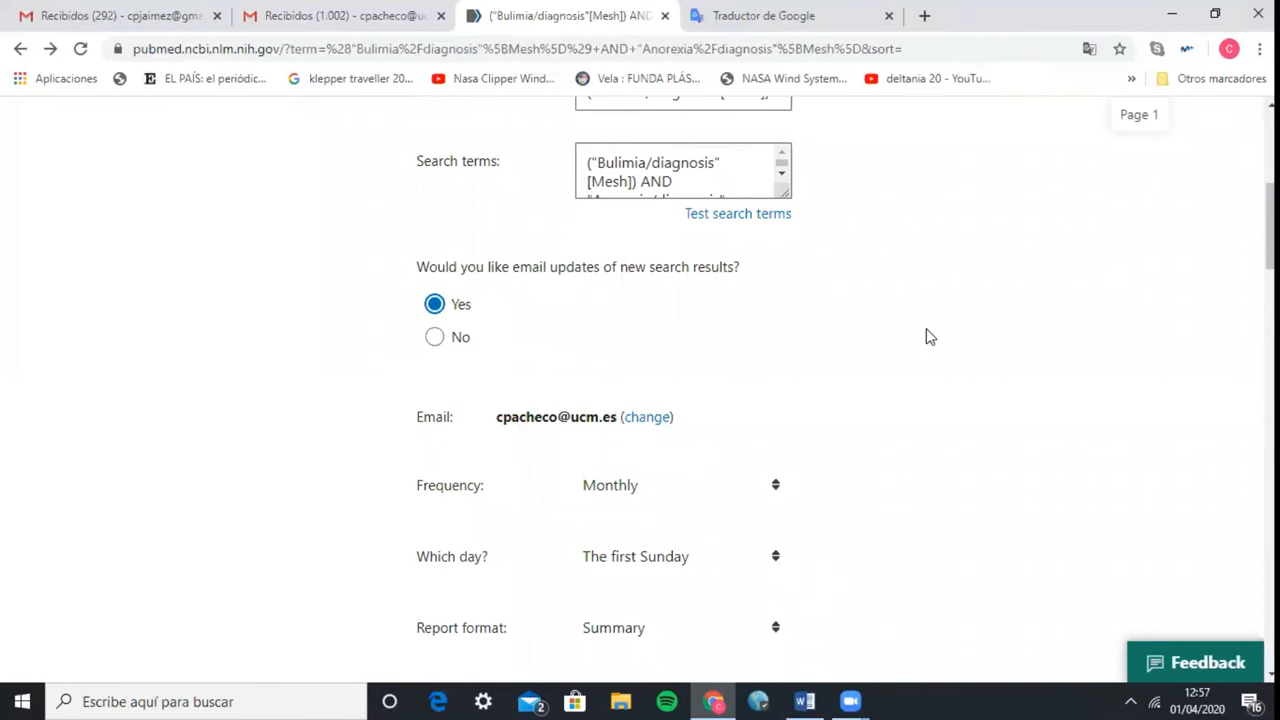 Recibidos (292) - cpjaimez@gma
Recibidos (1.002) - cpacheco@uc
("Bulimia/diagnosis"[Mesh]) AND
Traductor de Google
pubmed.ncbi.nlm.nih.gov/?term=%28"Bulimia%2Fdiagnosis"%5BMesh%5D%29+AND+"Anorexia%2Fdiagnosis"%5BMesh%5D&sort=
C
Aplicaciones
EL PAÍS: el periódic...
klepper traveller 20...
Nasa Clipper Wind...
Vela : FUNDA PLÁS...
NASA Wind System...
deltania 20 - YouTu...
»
Otros marcadores
Page 1
Search terms:
("Bulimia/diagnosis"
[Mesh]) AND
Test search terms
Would you like email updates of new search results?
Yes
No
Email:
cpacheco@ucm.es (change)
Frequency:
Monthly
Which day?
The first Sunday
Report format:
Summary
Feedback
Escribe aquí para buscar
2
12:57
01/04/2020
16